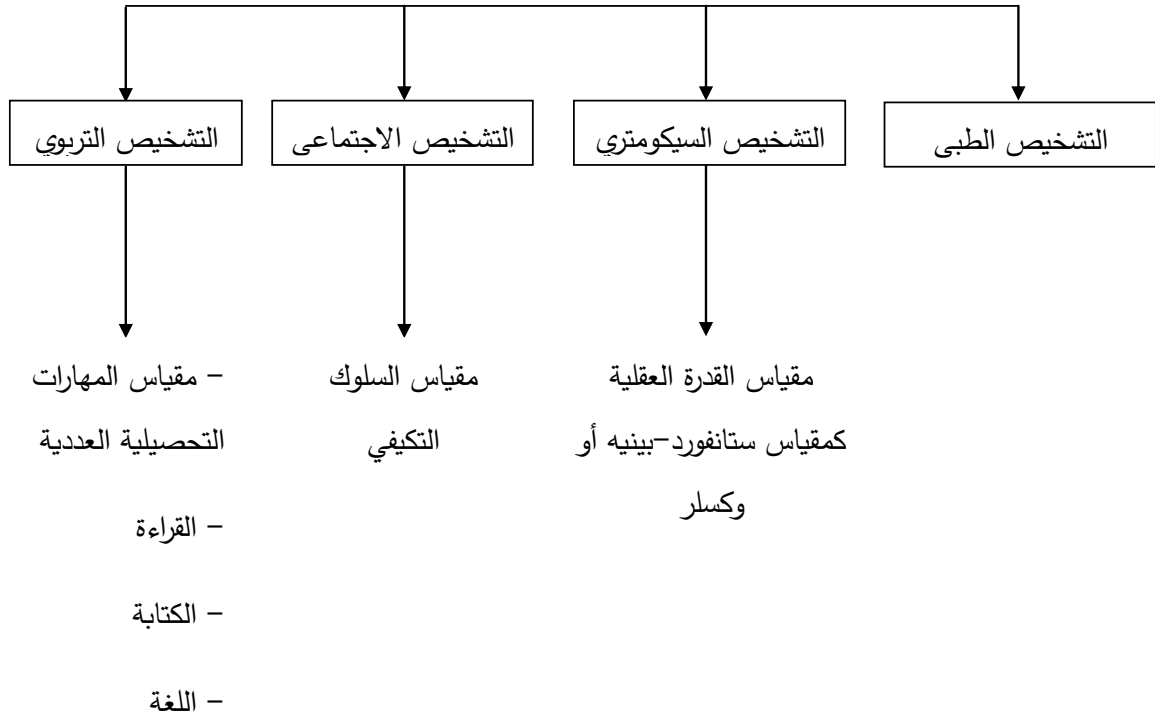 التشخيص الطبى
التشخيص السيكومتري
التشخيص الاجتماعى
التشخيص التربوي
مقياس القدرة العقلية
كمقياس ستانفورد-بينيه أو
وكسلر
مقياس السلوك
التكيفي
- مقياس المهارات
التحصيلية العددية
- القراءة
- الكتابة
- اللغة